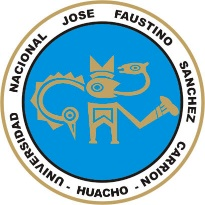 UNIVERSIDAD NACIONAL JOSE FAUSTINO SANCHEZ CARRION - HUACHO -